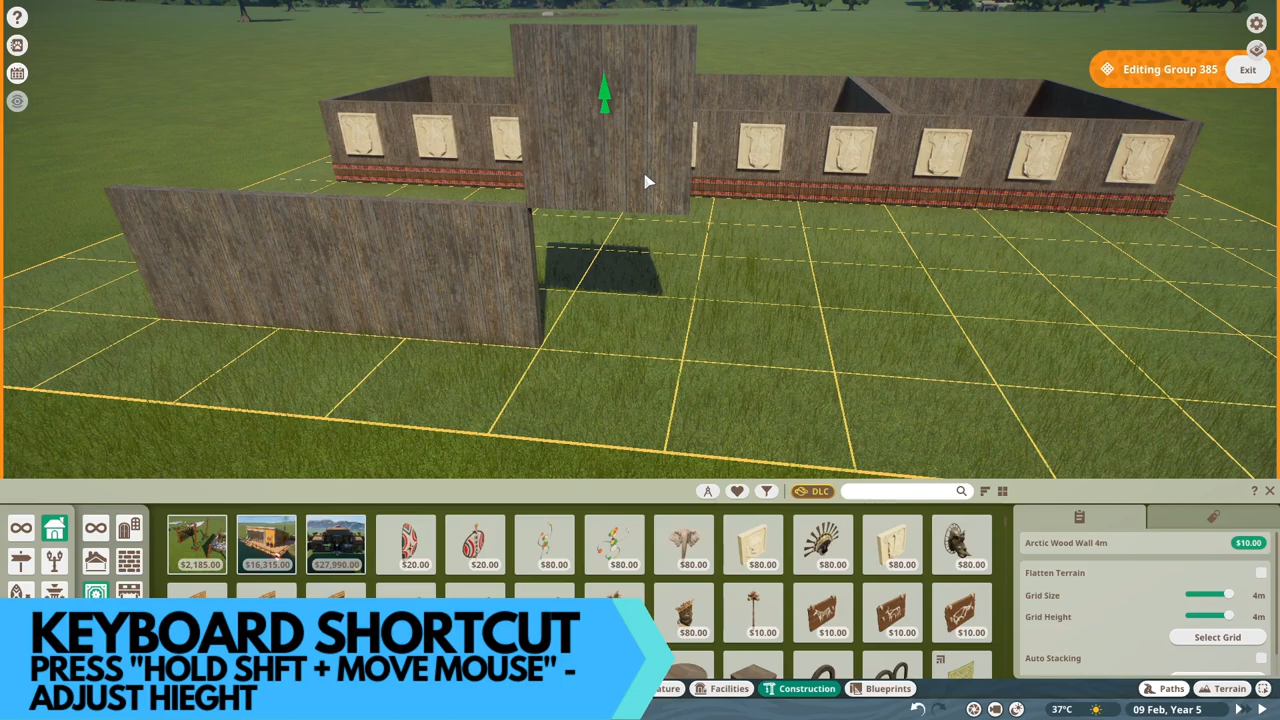 ?
Editing Group 385
Exit
DLC
? ×
$2,185.00
$16,315.00
$27,990.00
$20.00
$20.00
$80.00
$80.00
$80.00
$80.00
$80.00
$80.00
$80.00
Arctic Wood Wall 4m
$10.00
Flatten Terrain
Grid Size
4m
Grid Height
4m
Select Grid
Auto Stacking
$80.00
$10.00
$10.00
$10.00
$10.00
KEYBOARD SHORTCUT
PRESS "HOLD SHFT + MOVE MOUSE" -
ADJUST HIEGHT
ature
Facilities
Construction
Blueprints
Paths
Terrain
37°C
09 Feb, Year 5